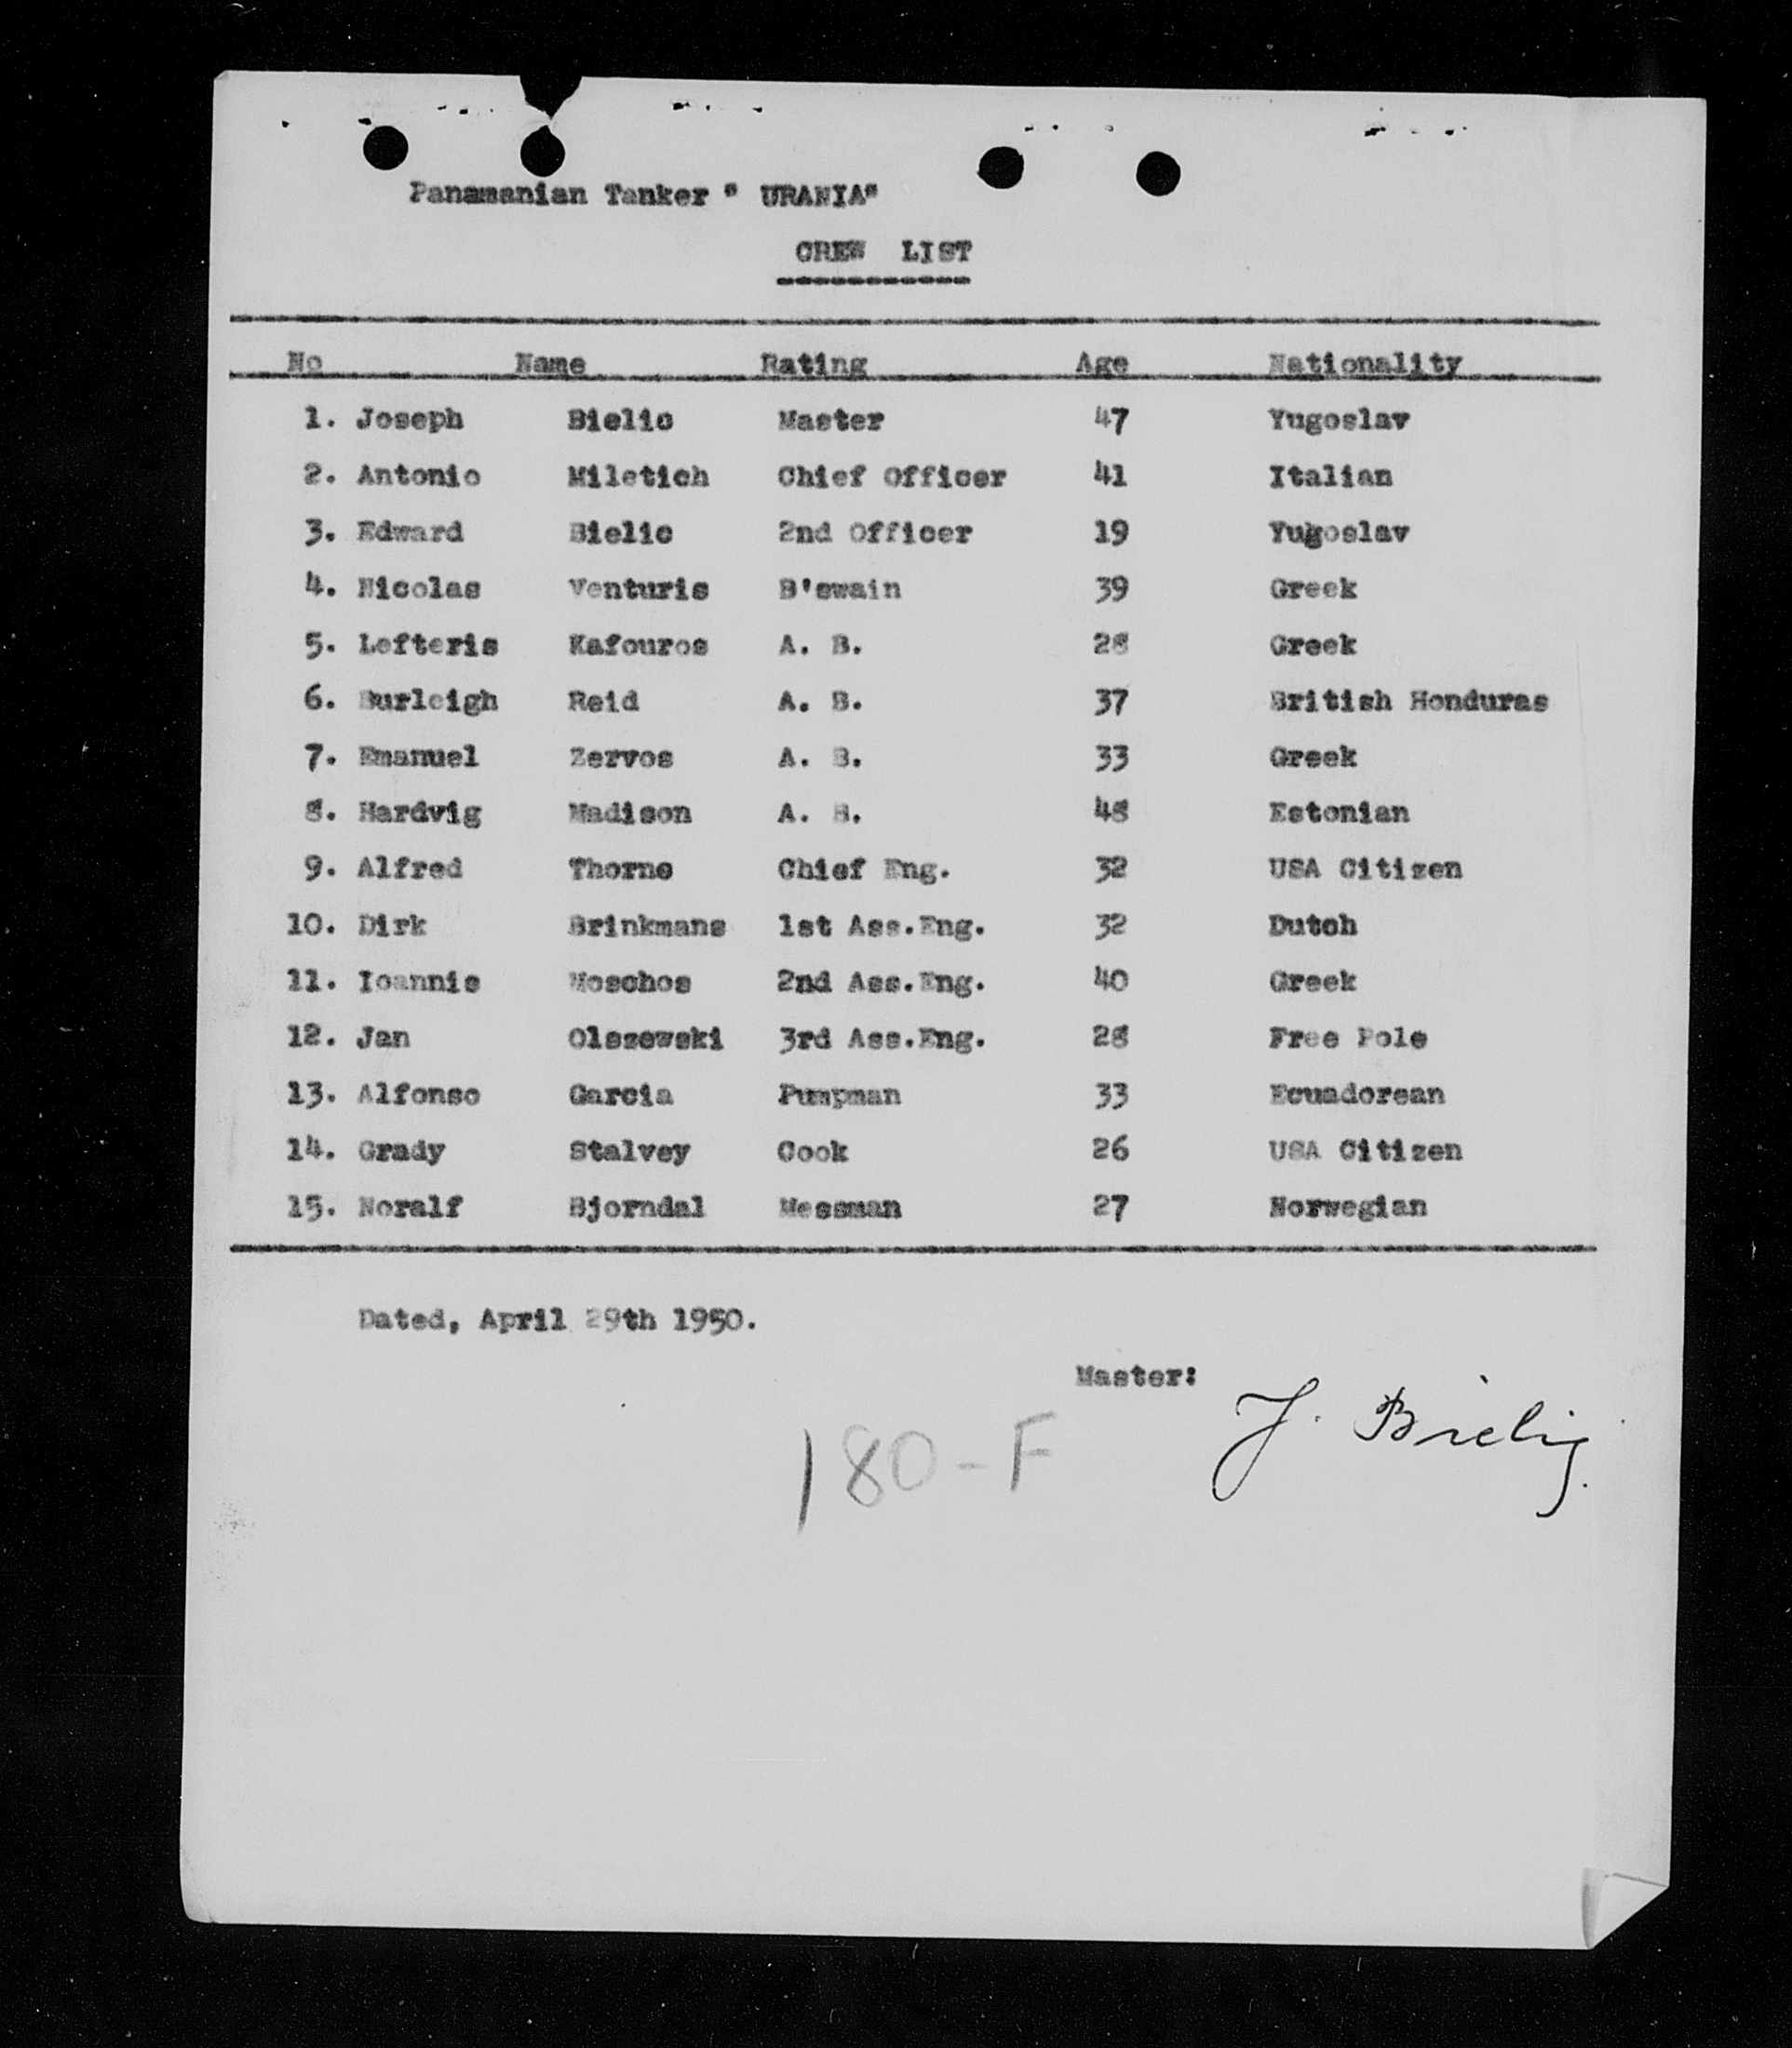 Panamanian Tanker " URANIA"
CREW LIST
No Name Rating Age Nationality
1. Joseph Bielic Master 47 Yugoslav
2. Antonio Miletich Chief Officer 41 Italian
3. Edward Bielic 2nd Officer 19 Yugoslav
4. Nicolas Venturis B'swain 39 Greek
5. Lefteris Kafouros A. B. 28 Greek
6. Burleigh Reid A. B. 37 British Honduras
7. Emanuel Zervos A. B. 33 Greek
8. Hardvig Madison A. B. 48 Estonian
9. Alfred Thorne Chief Eng. 32 USA Citizen
10. Dirk Brinkmans 1st Ass.Eng. 32 Dutch
11. Ioannis Moschos 2nd Ass.Eng. 40 Greek
12. Jan Olszewski 3rd Ass.Eng. 28 Free Pole
13. Alfonso Garcia Pumpman 33 Ecuadorean
14. Grady Stalvey Cook 26 USA Citizen
15. Noralf Bjorndal Messman 27 Norwegian
Dated, April 29th 1950.
Master: J. Bielic
180-F